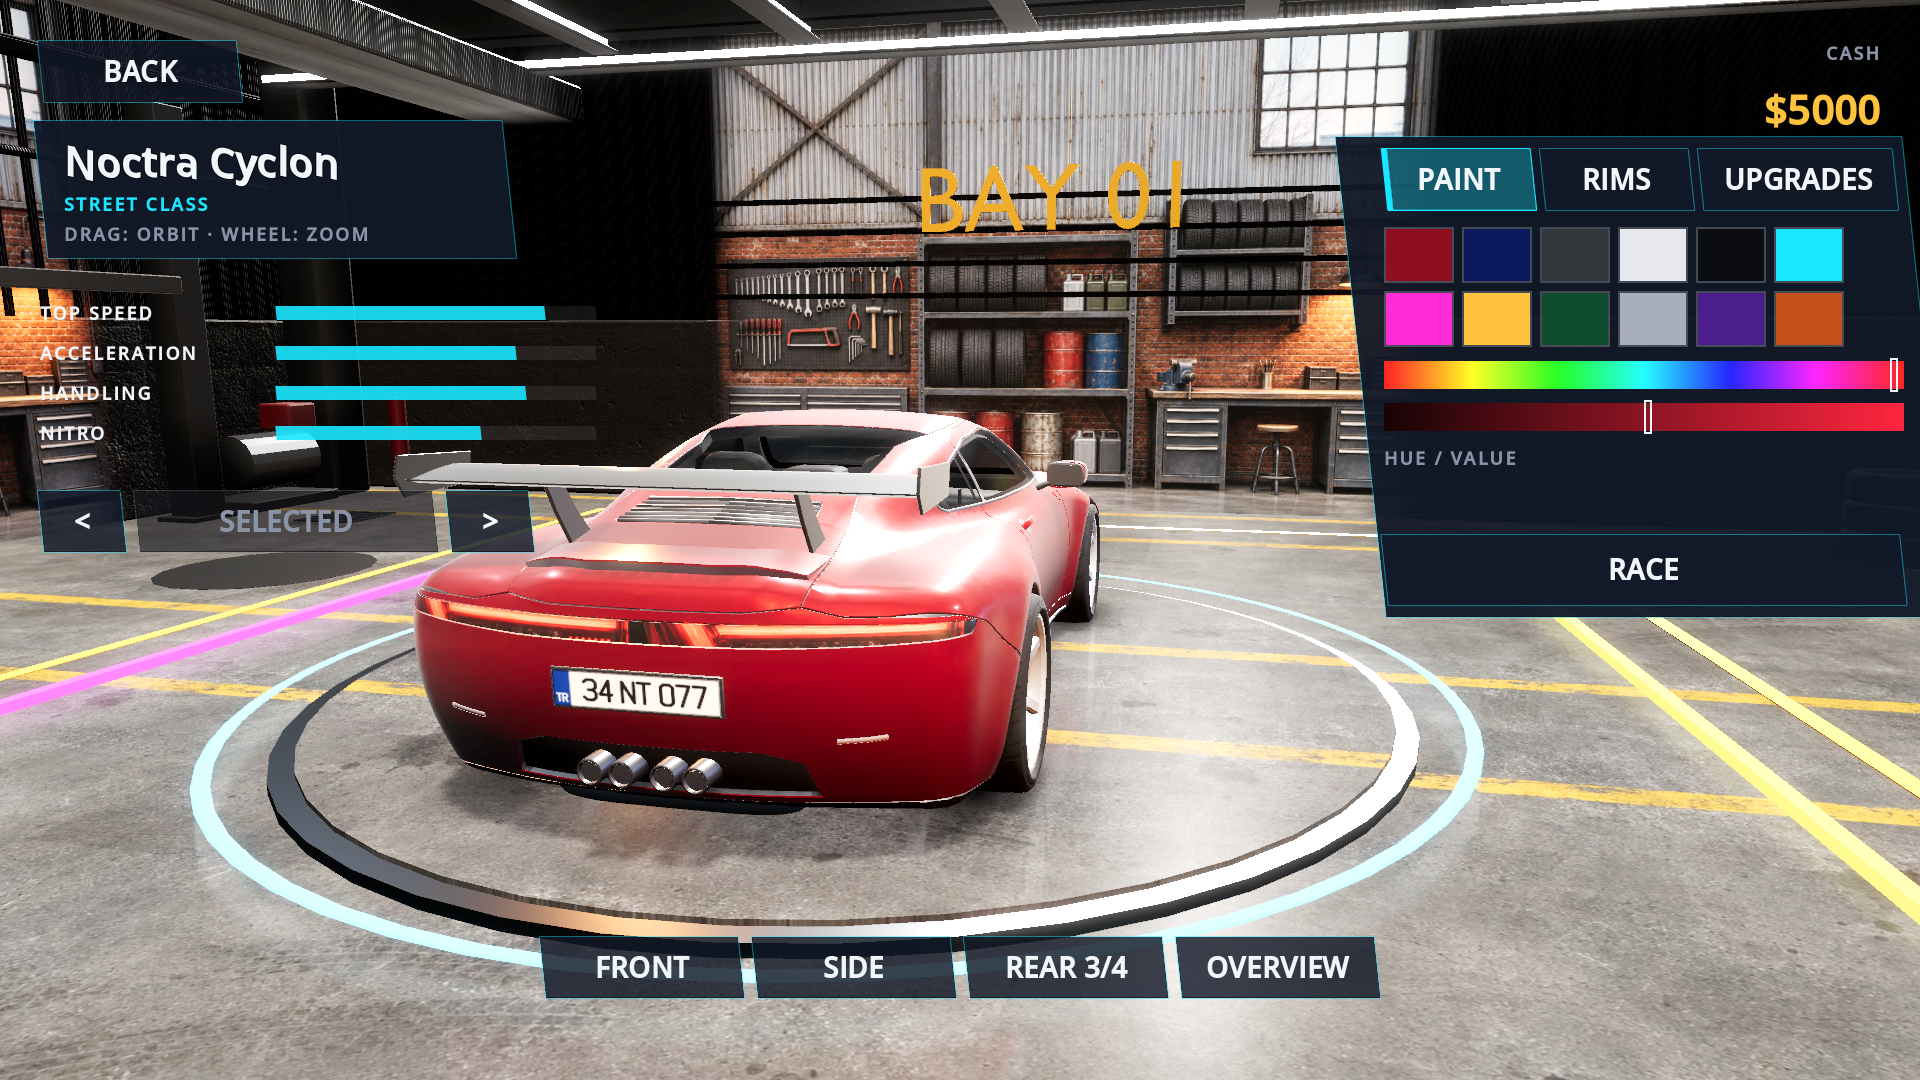 BACK
CASH
$5000
Noctra Cyclon
STREET CLASS
DRAG: ORBIT · WHEEL: ZOOM
BAY 01
PAINT
RIMS
UPGRADES
TOP SPEED
ACCELERATION
HANDLING
NITRO
HUE / VALUE
<
SELECTED
>
RACE
TR
34 NT 077
FRONT
SIDE
REAR 3/4
OVERVIEW